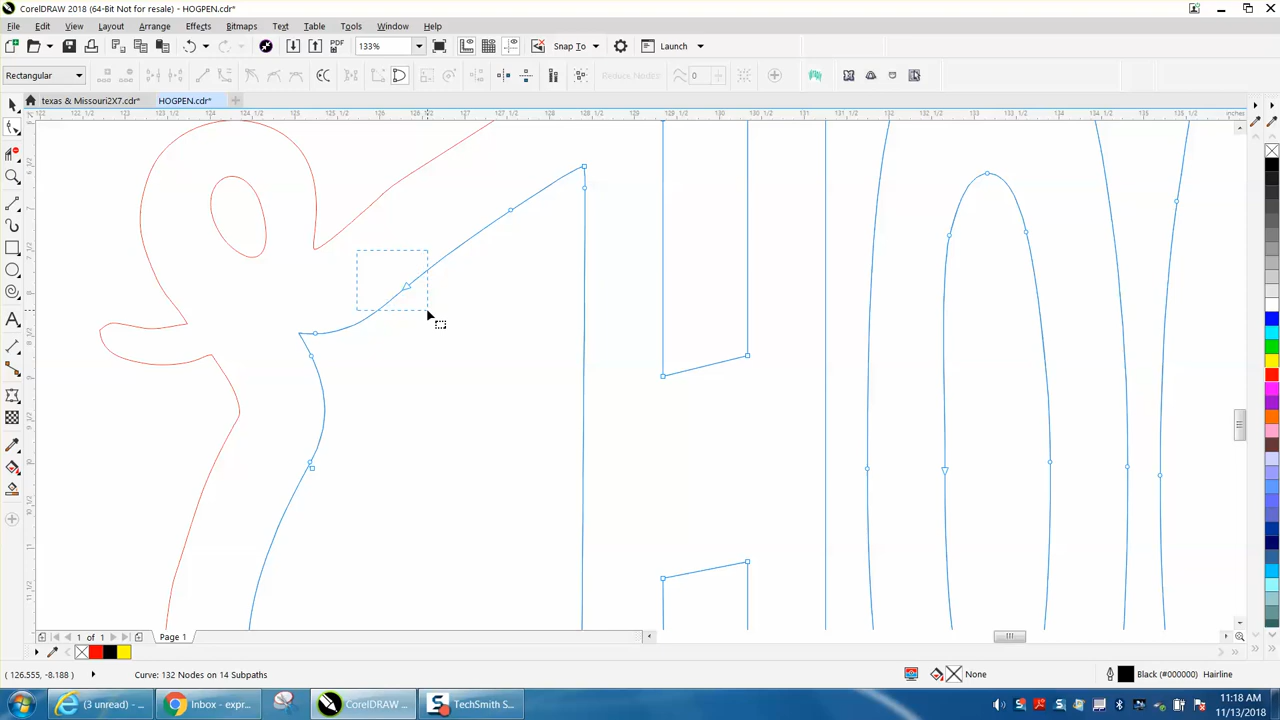 CorelDRAW 2018 (64-Bit Not for resale) - HOGPEN.cdr*
File Edit View Layout Arrange Effects Bitmaps Text Table Tools Window Help
PDF 133% Snap To Launch
Rectangular Reduce Nodes 0
texas & Missouri2X7.cdr* HOGPEN.cdr*
inches
1 of 1 Page 1
( 126.555, -8.188 ) Curve: 132 Nodes on 14 Subpaths None Black (#000000) Hairline
(3 unread) - ... Inbox - expr... CorelDRAW ... TechSmith S... 11:18 AM
11/13/2018